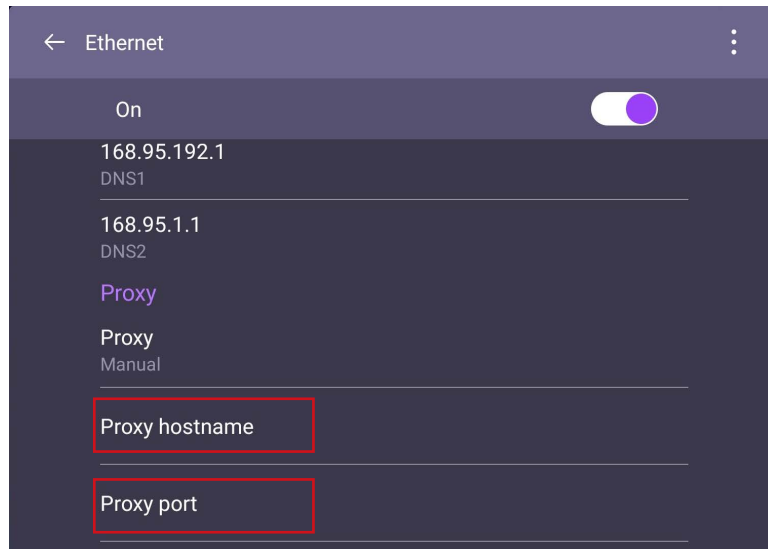 Ethernet
On
168.95.192.1
DNS1
168.95.1.1
DNS2
Proxy
Proxy
Manual
Proxy hostname
Proxy port